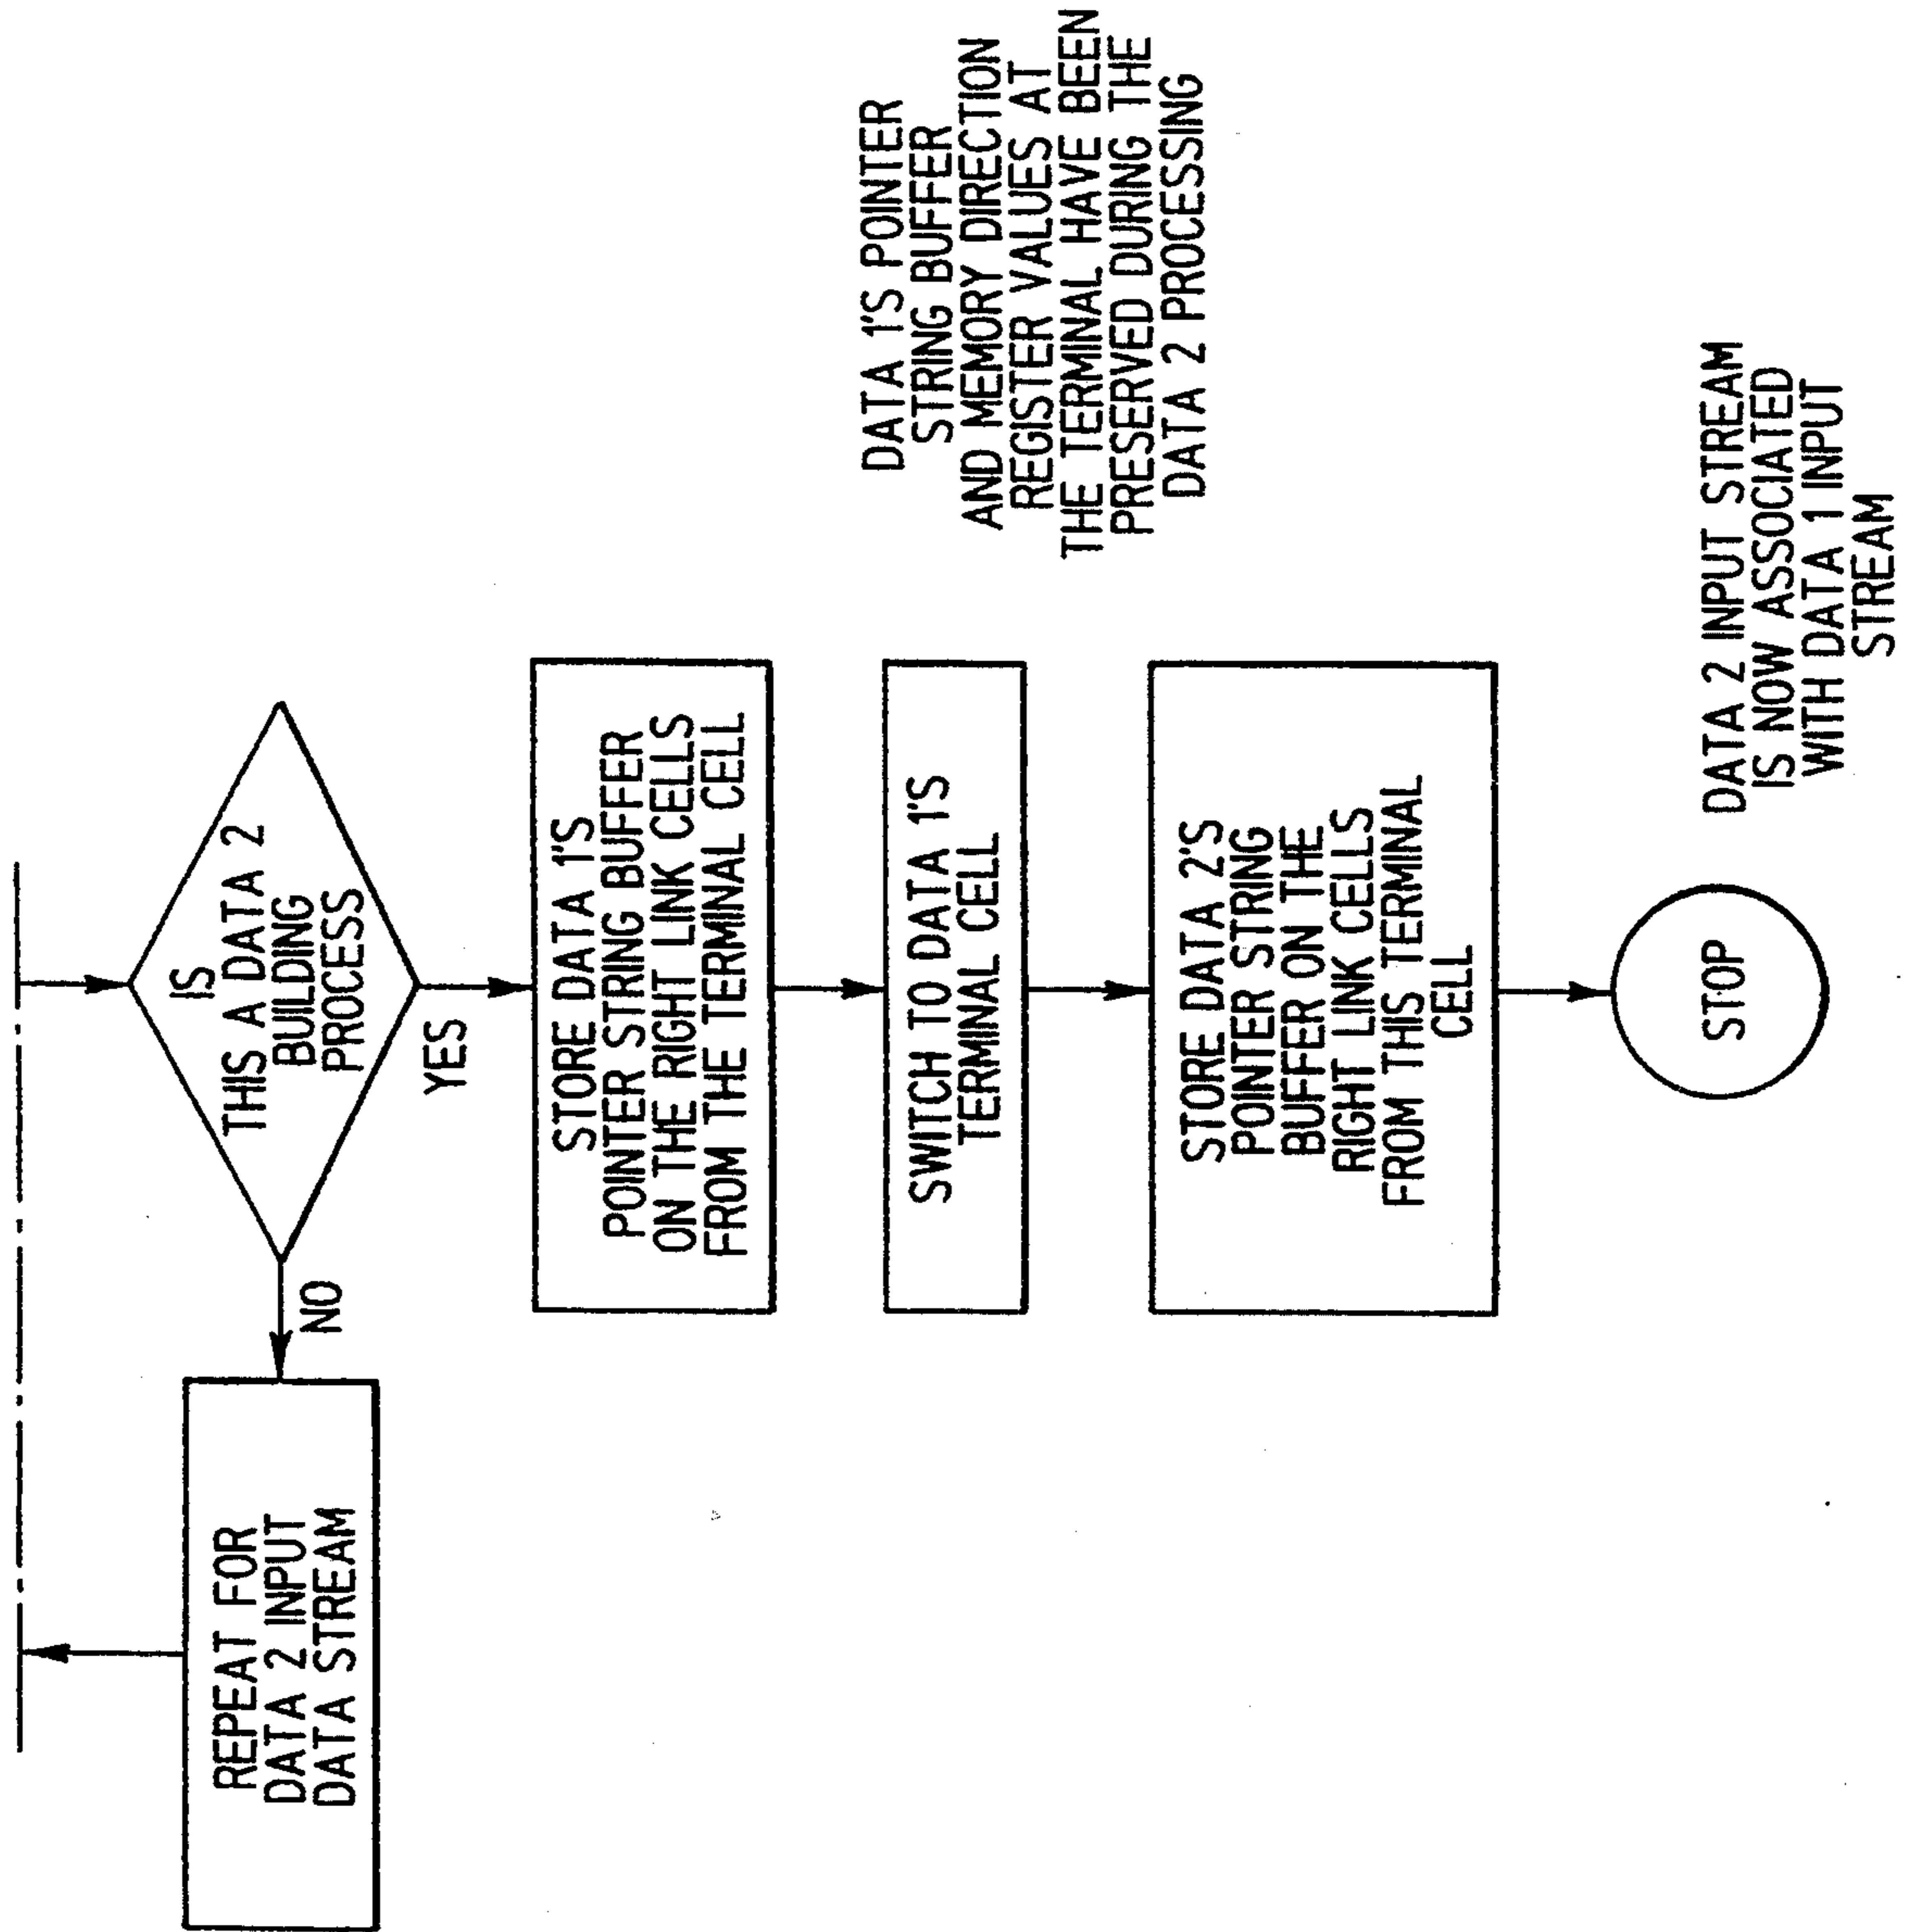 IS
THIS A DATA 2
BUILDING
PROCESS
NO
YES
REPEAT FOR
DATA 2 INPUT
DATA STREAM
STORE DATA 1'S
POINTER STRING BUFFER
ON THE RIGHT LINK CELLS
FROM THE TERMINAL CELL
SWITCH TO DATA 1'S
TERMINAL CELL
DATA 1'S POINTER
STRING BUFFER
AND MEMORY DIRECTION
REGISTER VALUES AT
THE TERMINAL HAVE BEEN
PRESERVED DURING THE
DATA 2 PROCESSING
STORE DATA 2'S
POINTER STRING
BUFFER ON THE
RIGHT LINK CELLS
FROM THIS TERMINAL
CELL
STOP
DATA 2 INPUT STREAM
IS NOW ASSOCIATED
WITH DATA 1 INPUT
STREAM